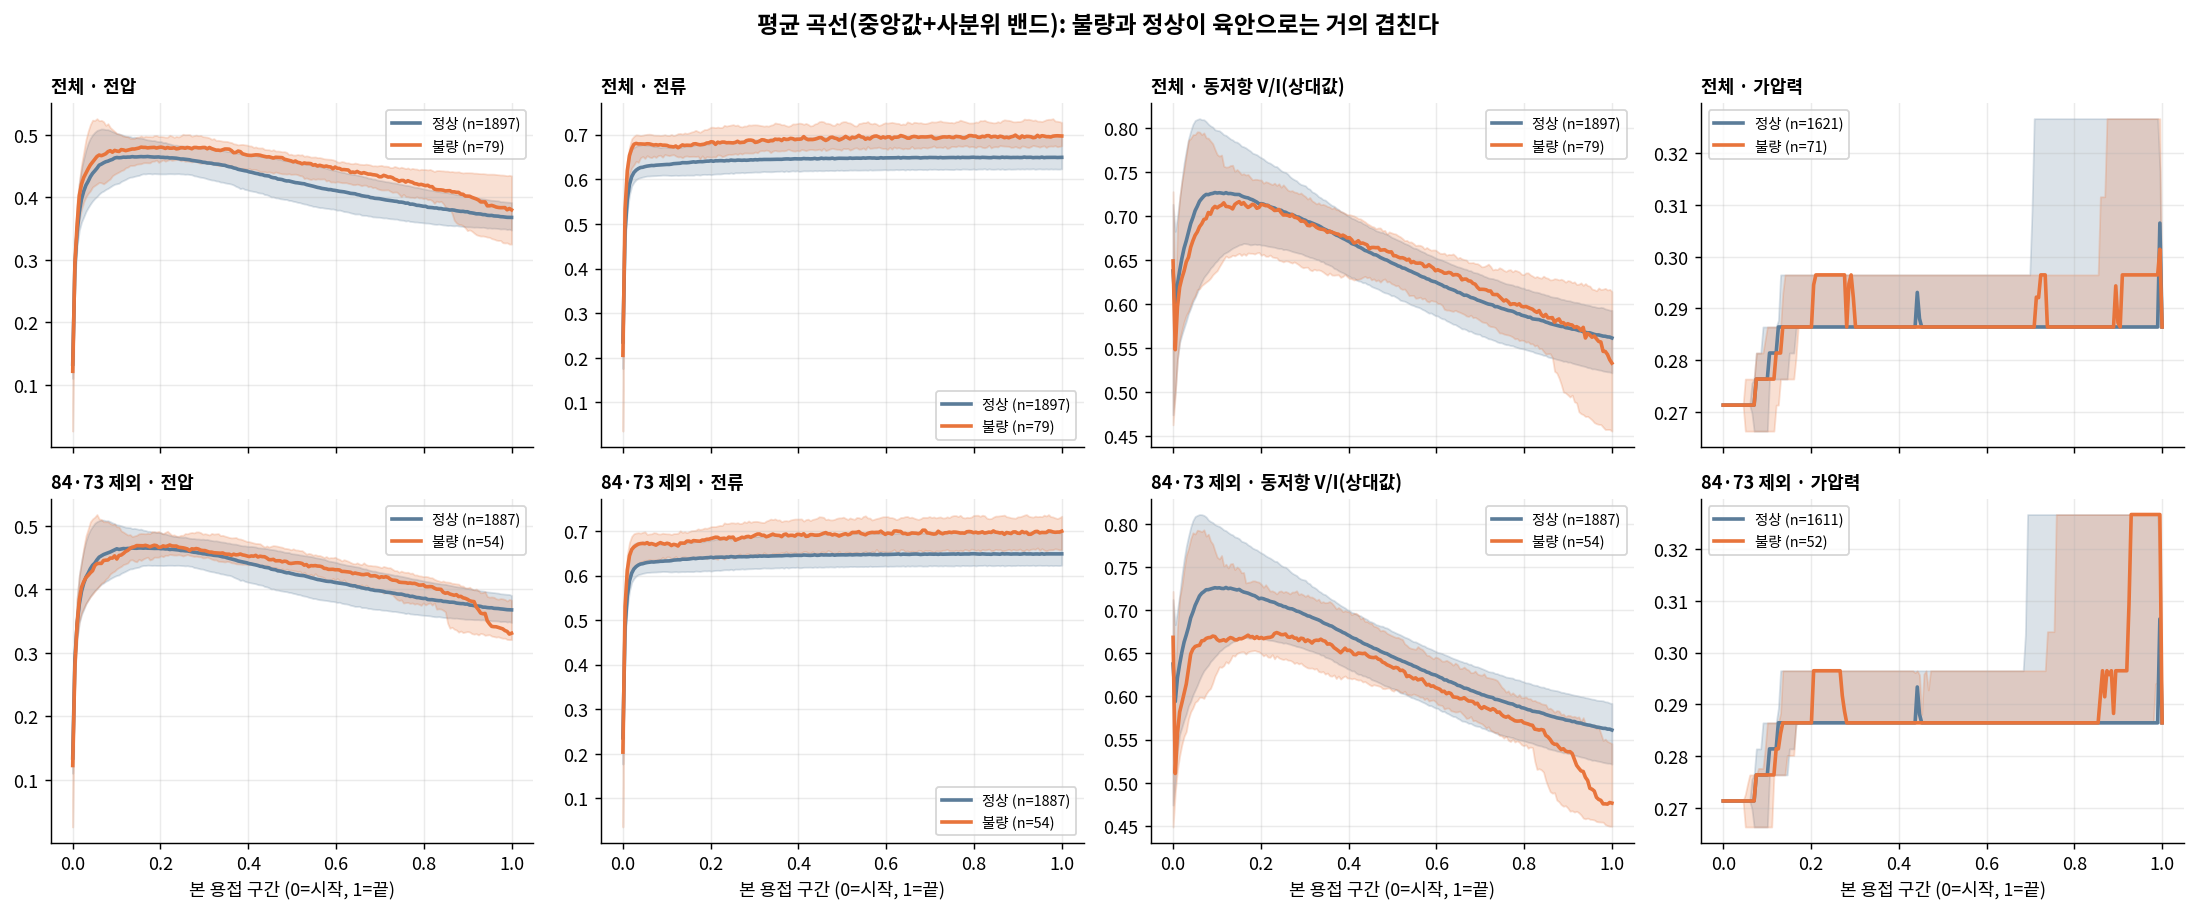 평균 곡선(중앙값+사분위 밴드): 불량과 정상이 육안으로는 거의 겹친다
전체 · 전압
정상 (n=1897)
불량 (n=79)
0.5
0.4
0.3
0.2
0.1
전체 · 전류
정상 (n=1897)
불량 (n=79)
0.7
0.6
0.5
0.4
0.3
0.2
0.1
전체 · 동저항 V/I(상대값)
정상 (n=1897)
불량 (n=79)
0.80
0.75
0.70
0.65
0.60
0.55
0.50
0.45
전체 · 가압력
정상 (n=1621)
불량 (n=71)
0.32
0.31
0.30
0.29
0.28
0.27
84·73 제외 · 전압
정상 (n=1887)
불량 (n=54)
0.5
0.4
0.3
0.2
0.1
0.0 0.2 0.4 0.6 0.8 1.0
본 용접 구간 (0=시작, 1=끝)
84·73 제외 · 전류
정상 (n=1887)
불량 (n=54)
0.7
0.6
0.5
0.4
0.3
0.2
0.1
0.0 0.2 0.4 0.6 0.8 1.0
본 용접 구간 (0=시작, 1=끝)
84·73 제외 · 동저항 V/I(상대값)
정상 (n=1887)
불량 (n=54)
0.80
0.75
0.70
0.65
0.60
0.55
0.50
0.45
0.0 0.2 0.4 0.6 0.8 1.0
본 용접 구간 (0=시작, 1=끝)
84·73 제외 · 가압력
정상 (n=1611)
불량 (n=52)
0.32
0.31
0.30
0.29
0.28
0.27
0.0 0.2 0.4 0.6 0.8 1.0
본 용접 구간 (0=시작, 1=끝)